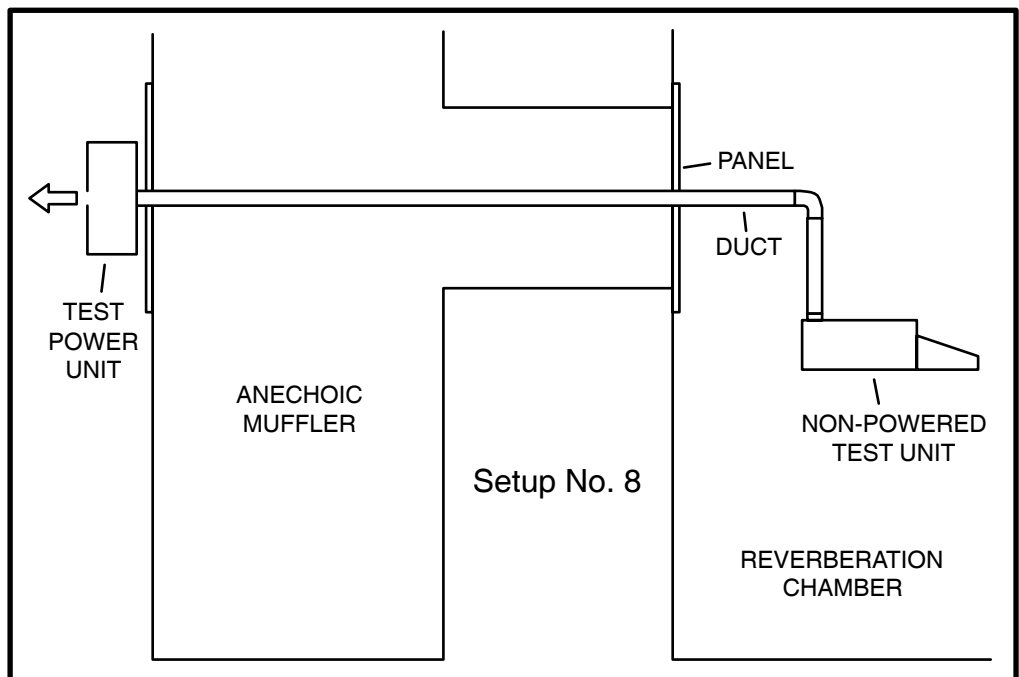 PANEL
DUCT
TEST
POWER
UNIT
ANECHOIC
MUFFLER
NON-POWERED
TEST UNIT
Setup No. 8
REVERBERATION
CHAMBER